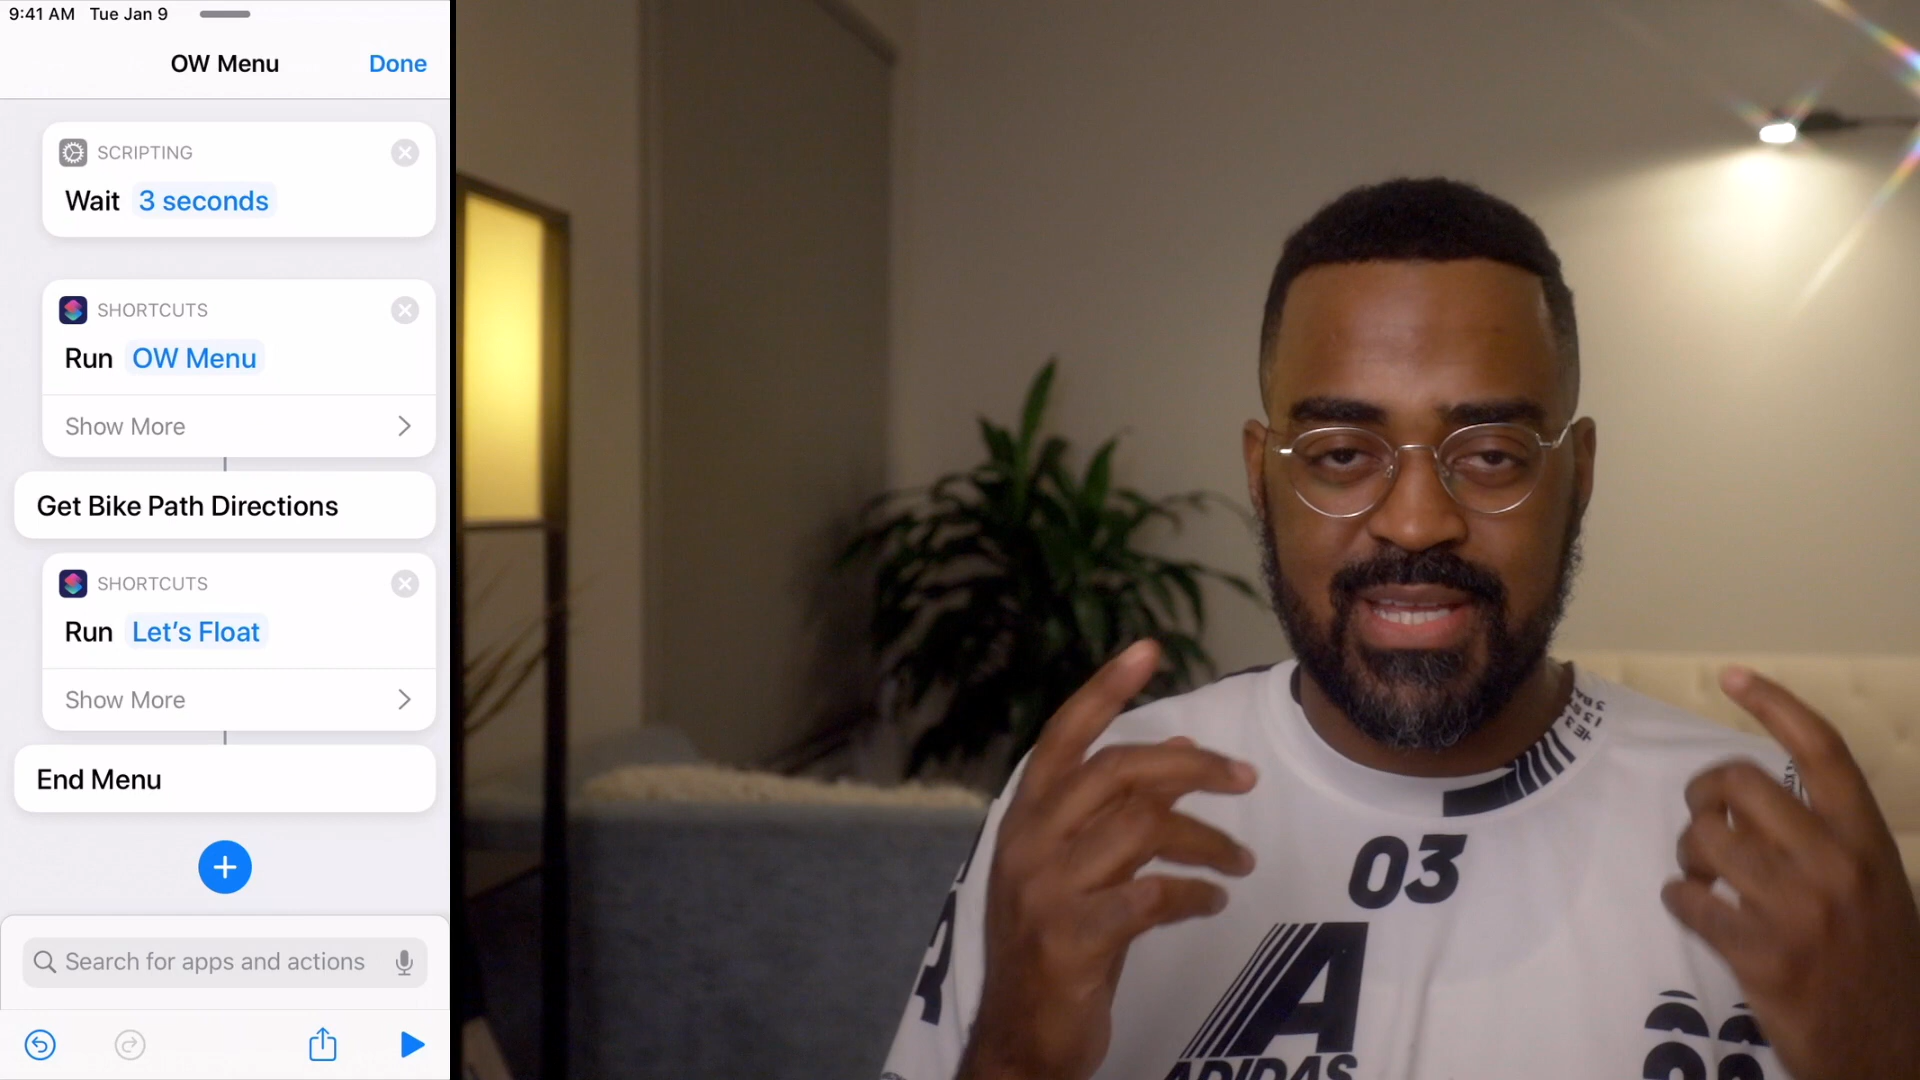 9:41 AM Tue Jan 9
OW Menu
Done
SCRIPTING
Wait 3 seconds
SHORTCUTS
Run OW Menu
Show More
Get Bike Path Directions
SHORTCUTS
Run Let's Float
Show More
End Menu
Search for apps and actions
03
A
ADIDAS